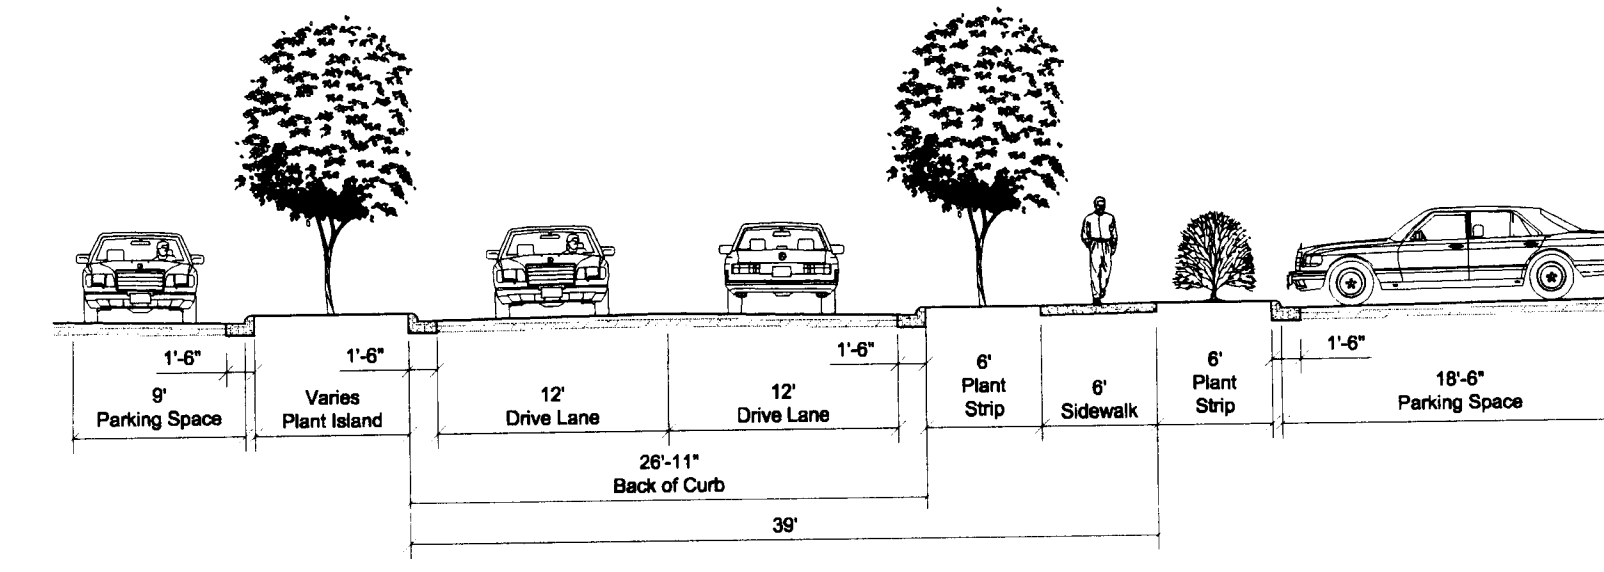 1'-6"
1'-6"
1'-6"
1'-6"
9'
Parking Space
Varies
Plant Island
12'
Drive Lane
12'
Drive Lane
6'
Plant
Strip
6'
Sidewalk
6'
Plant
Strip
18'-6"
Parking Space
26'-11"
Back of Curb
39'